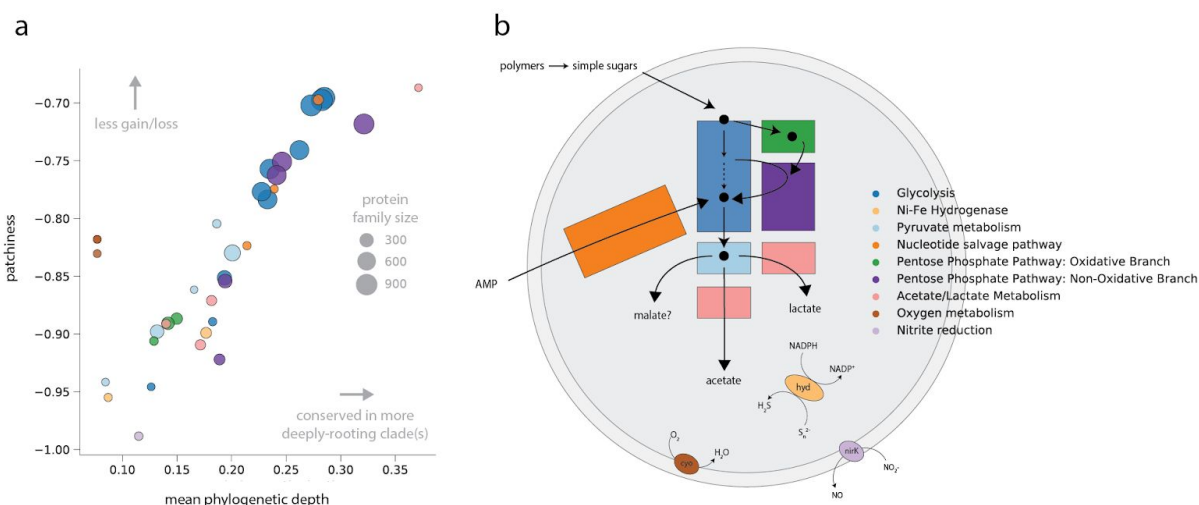 a
−0.70
−0.75
−0.80
−0.85
−0.90
−0.95
−1.00
patchiness
less gain/loss
protein
family size
300
600
900
conserved in more
deeply-rooting clade(s)
0.10
0.15
0.20
0.25
0.30
0.35
mean phylogenetic depth
b
polymers
simple sugars
AMP
malate?
lactate
acetate
NADPH
NADP⁺
hyd
H₂S
Sₙ²⁻
O₂
H₂O
cyo
nirK
NO₂⁻
NO
Glycolysis
Ni-Fe Hydrogenase
Pyruvate metabolism
Nucleotide salvage pathway
Pentose Phosphate Pathway: Oxidative Branch
Pentose Phosphate Pathway: Non-Oxidative Branch
Acetate/Lactate Metabolism
Oxygen metabolism
Nitrite reduction